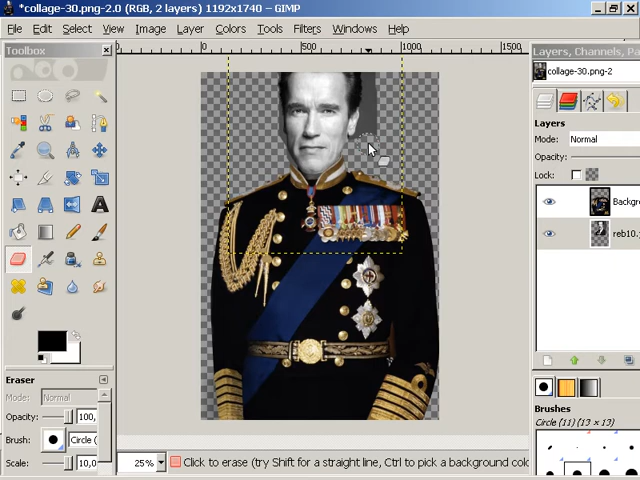 *collage-30.png-2.0 (RGB, 2 layers) 1192x1740 – GIMP
File Edit Select View Image Layer Colors Tools Filters Windows Help
Toolbox
0 500 1000 1500
Layers, Channels, Pa
collage-30.png-2
Layers
Mode: Normal
Opacity:
Lock:
Backgro
reb10.j
Eraser
Mode: Normal
Opacity: 100,
Brush: Circle (
Scale: 10,0
25% Click to erase (try Shift for a straight line, Ctrl to pick a background colo
Brushes
Circle (11) (13 × 13)